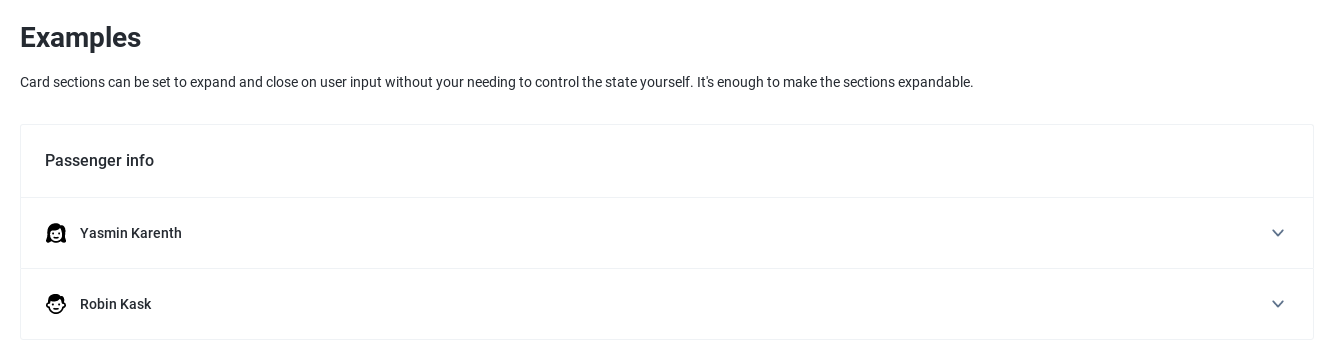 Examples
Card sections can be set to expand and close on user input without your needing to control the state yourself. It's enough to make the sections expandable.
Passenger info
Yasmin Karenth
Robin Kask